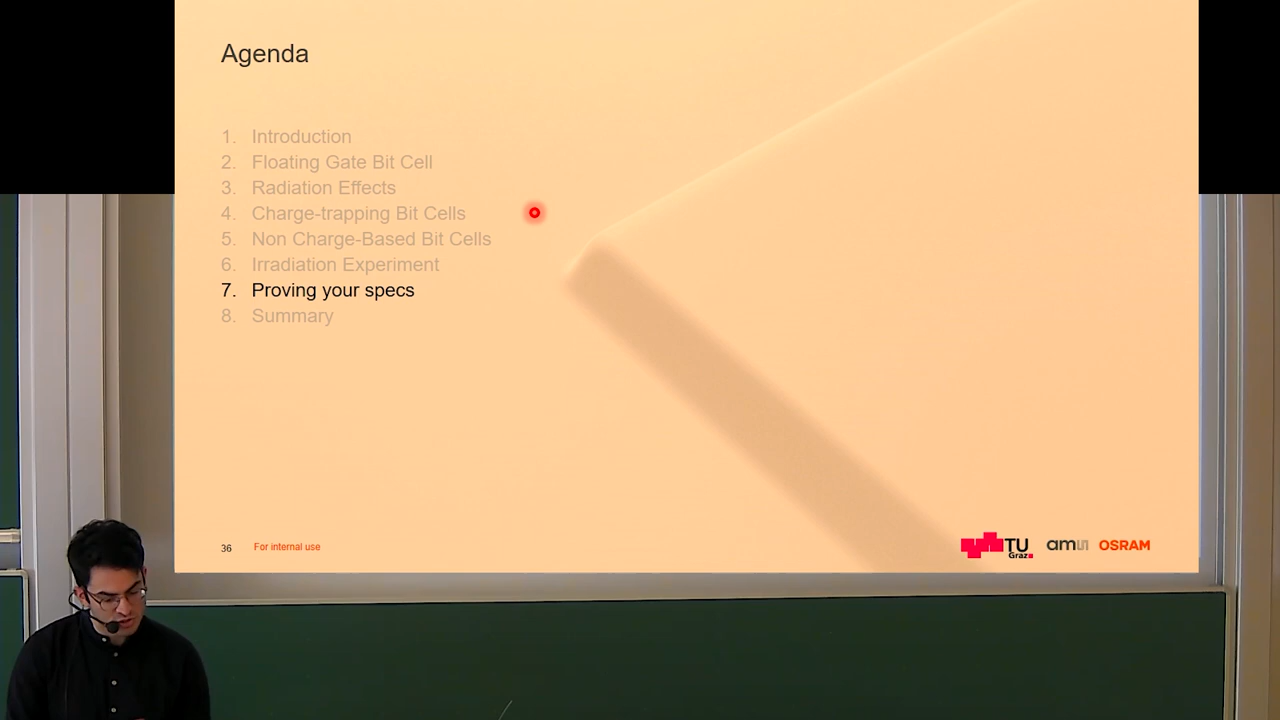 Agenda
1. Introduction
2. Floating Gate Bit Cell
3. Radiation Effects
4. Charge-trapping Bit Cells
5. Non Charge-Based Bit Cells
6. Irradiation Experiment
7. Proving your specs
8. Summary
36 For internal use
TU Graz amu OSRAM